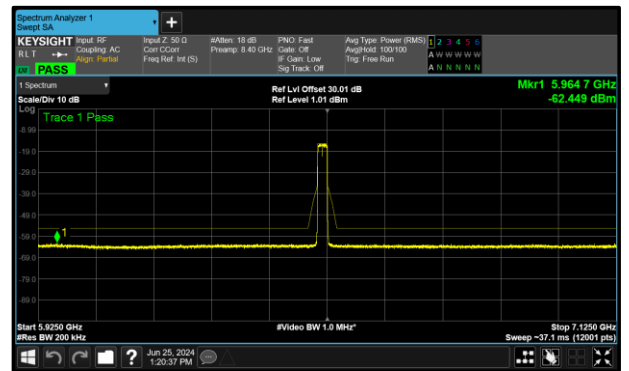 Spectrum Analyzer 1
Swept SA
+
KEYSIGHT Input: RF Input Z: 50 Ω #Atten: 18 dB PNO: Fast Avg Type: Power (RMS) 1 2 3 4 5 6
RLT Coupling: AC Corr CCorr Preamp: 8.40 GHz Gate: Off Avg|Hold: 100/100 A W W W W W
Align: Partial Freq Ref: Int (S) IF Gain: Low Trig: Free Run
PASS Sig Track: Off A N N N N N
1 Spectrum Ref Lvl Offset 30.01 dB Mkr1 5.964 7 GHz
Scale/Div 10 dB Ref Level 1.01 dBm -62.449 dBm
Log
Trace 1 Pass
-8.99
-19.0
-29.0
-39.0
-49.0
1
-59.0
-69.0
-79.0
-89.0
Start 5.9250 GHz #Video BW 1.0 MHz* Stop 7.1250 GHz
#Res BW 200 kHz Sweep ~37.1 ms (12001 pts)
? Jun 25, 2024
1:20:37 PM